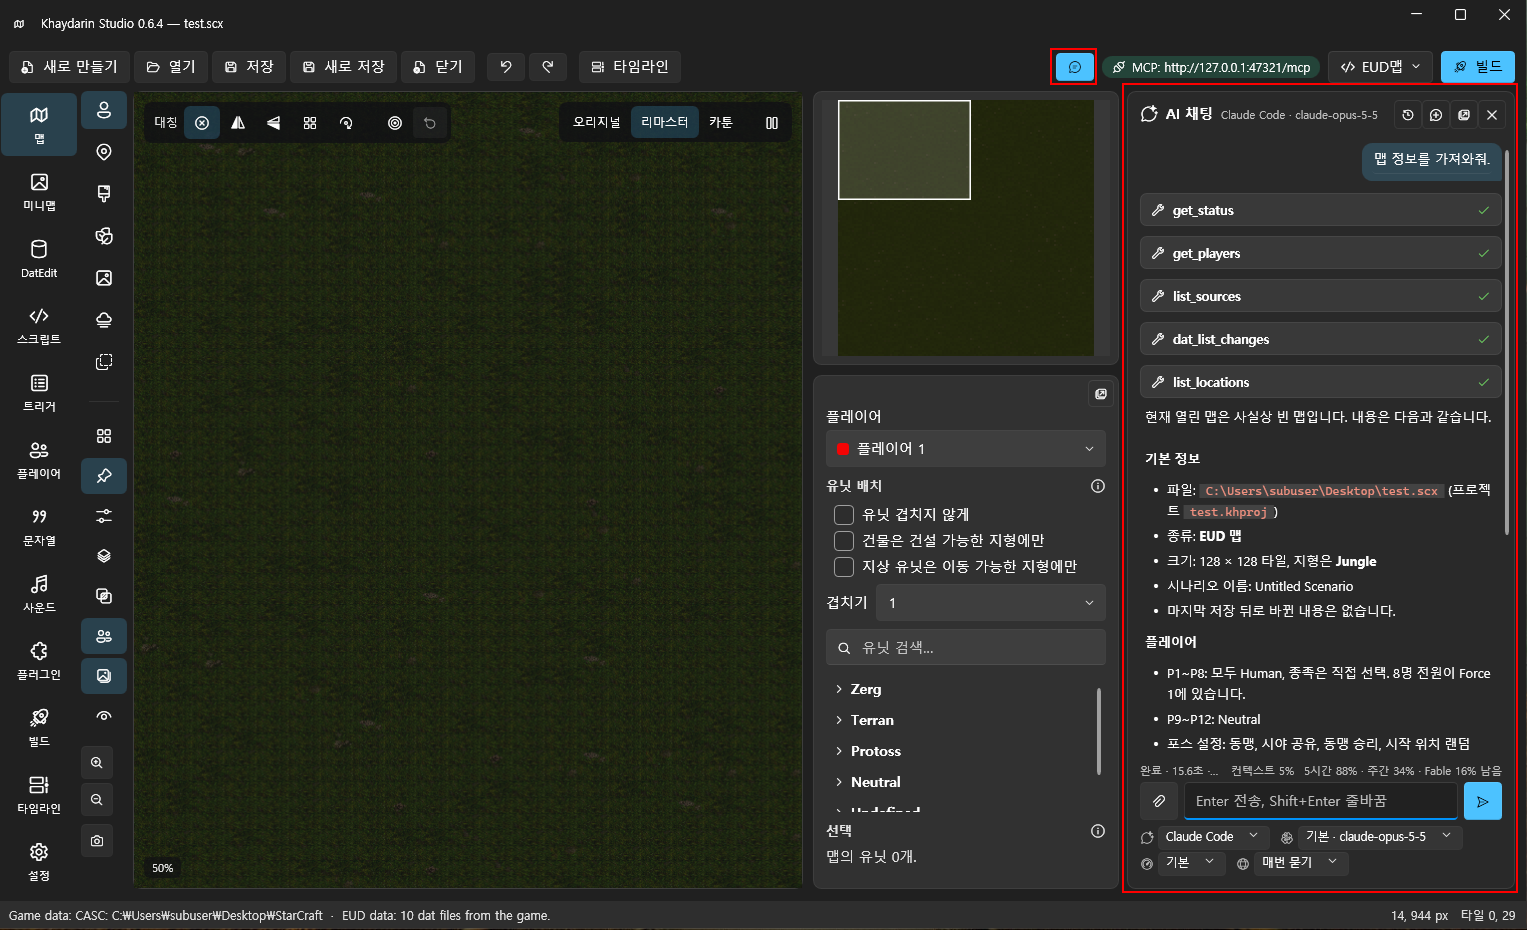 Khaydarin Studio 0.6.4 — test.scx
새로 만들기
열기
저장
새로 저장
닫기
타임라인
MCP: http://127.0.0.1:47321/mcp
EUD맵
빌드
맵
미니맵
DatEdit
스크립트
트리거
플레이어
문자열
사운드
플러그인
빌드
타임라인
설정
대칭
오리지널
리마스터
카툰
50%
플레이어
플레이어 1
유닛 배치
유닛 겹치지 않게
건물은 건설 가능한 지형에만
지상 유닛은 이동 가능한 지형에만
겹치기
1
유닛 검색...
Zerg
Terran
Protoss
Neutral
Undefined
선택
맵의 유닛 0개.
AI 채팅 Claude Code · claude-opus-5-5
맵 정보를 가져와줘.
get_status
get_players
list_sources
dat_list_changes
list_locations
현재 열린 맵은 사실상 빈 맵입니다. 내용은 다음과 같습니다.
기본 정보
• 파일: C:\Users\subuser\Desktop\test.scx (프로젝
트 test.khproj)
• 종류: EUD 맵
• 크기: 128 × 128 타일, 지형은 Jungle
• 시나리오 이름: Untitled Scenario
• 마지막 저장 뒤로 바뀐 내용은 없습니다.
플레이어
• P1~P8: 모두 Human, 종족은 직접 선택. 8명 전원이 Force
1에 있습니다.
• P9~P12: Neutral
• 포스 설정: 동맹, 시야 공유, 동맹 승리, 시작 위치 랜덤
완료 · 15.6초 ·... 컨텍스트 5% 5시간 88% · 주간 34% · Fable 16% 남음
Enter 전송, Shift+Enter 줄바꿈
Claude Code
기본 · claude-opus-5-5
기본
매번 묻기
Game data: CASC: C:₩Users₩subuser₩Desktop₩StarCraft · EUD data: 10 dat files from the game.
14, 944 px 타일 0, 29